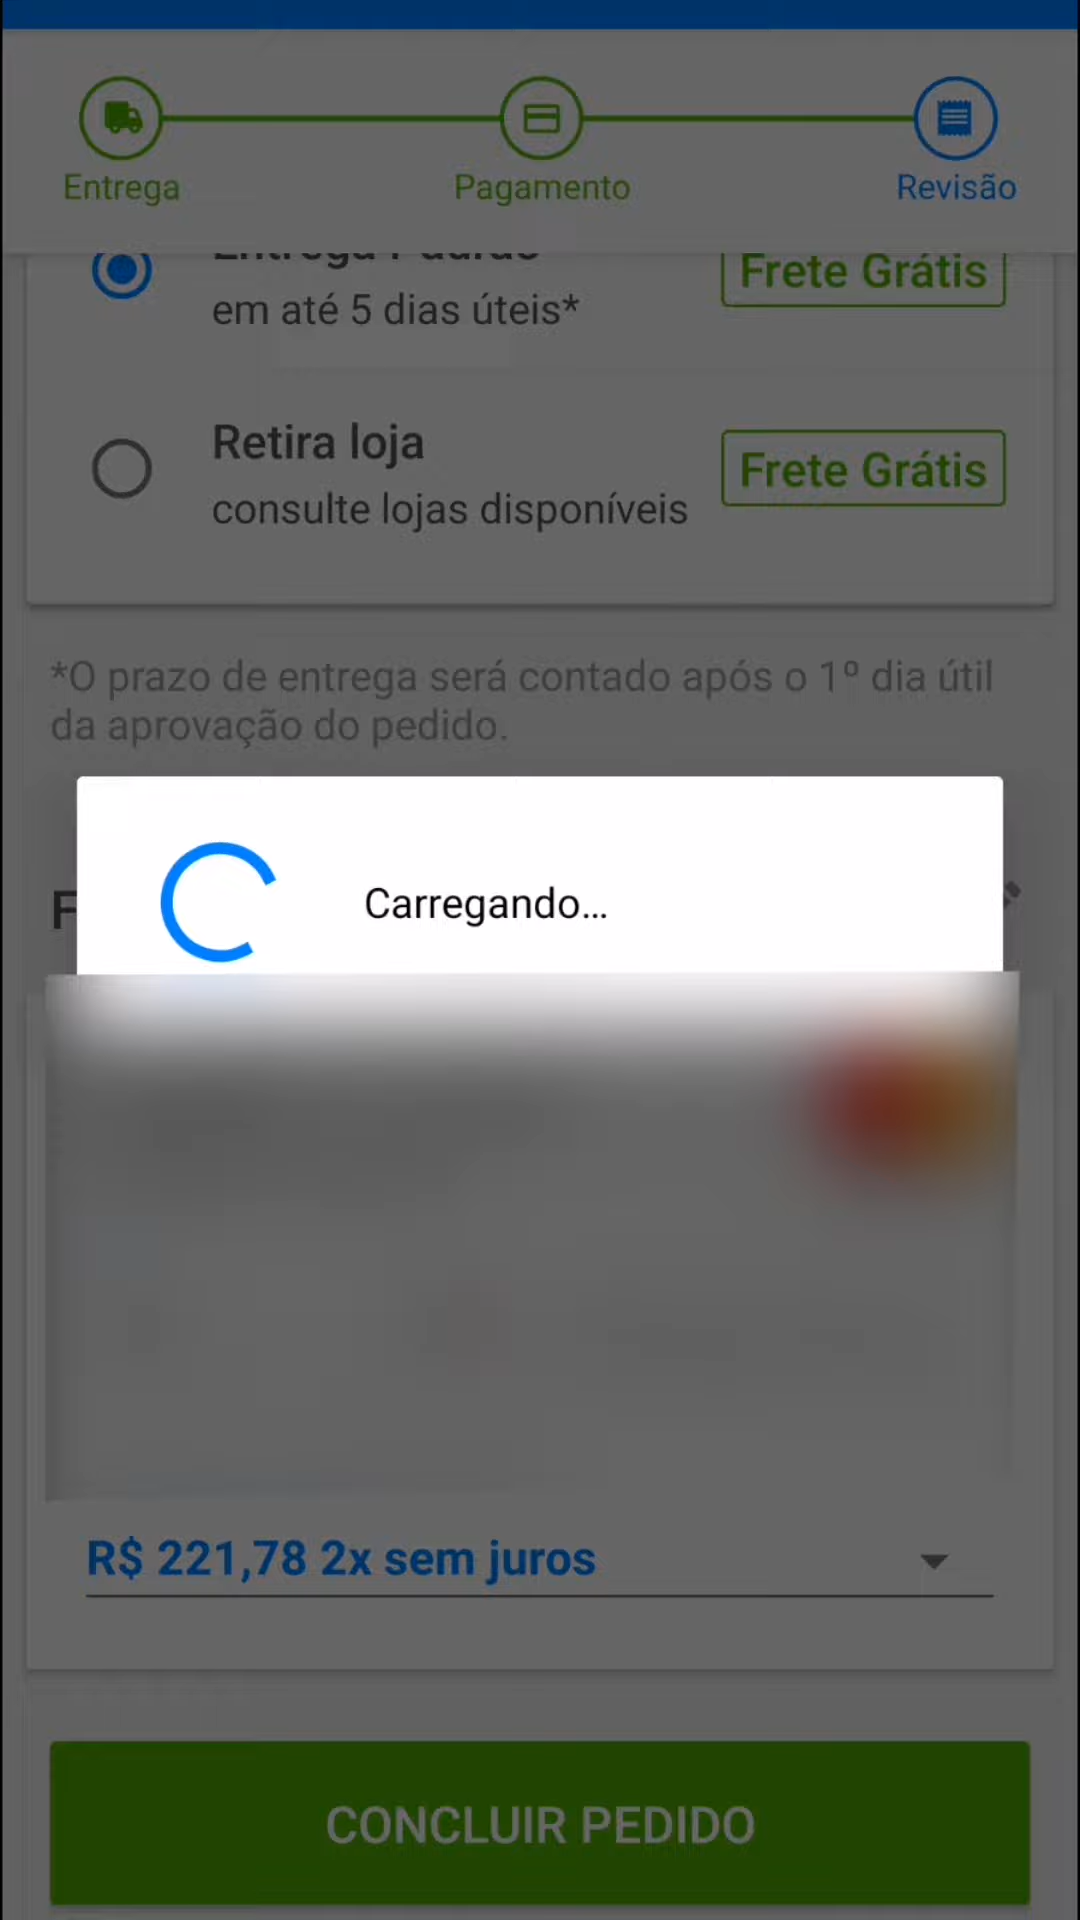 Entrega
Pagamento
Revisão
Entrega Padrão
Frete Grátis
em até 5 dias úteis*
Retira loja
Frete Grátis
consulte lojas disponíveis
*O prazo de entrega será contado após o 1º dia útil
da aprovação do pedido.
F
Carregando...
R$ 221,78 2x sem juros
CONCLUIR PEDIDO